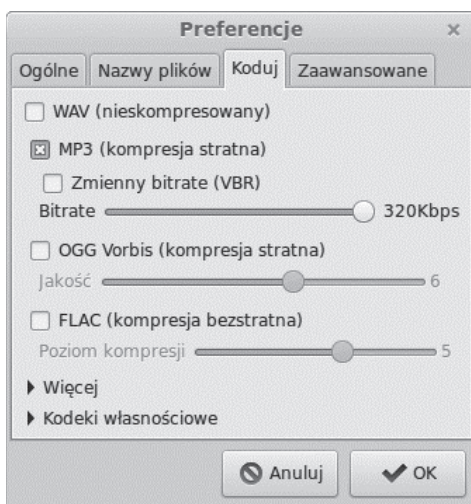 Preferencje
Ogólne Nazwy plików Koduj Zaawansowane
WAV (nieskompresowany)
MP3 (kompresja stratna)
Zmienny bitrate (VBR)
Bitrate 320Kbps
OGG Vorbis (kompresja stratna)
Jakość 6
FLAC (kompresja bezstratna)
Poziom kompresji 5
Więcej
Kodeki własnościowe
Anuluj OK